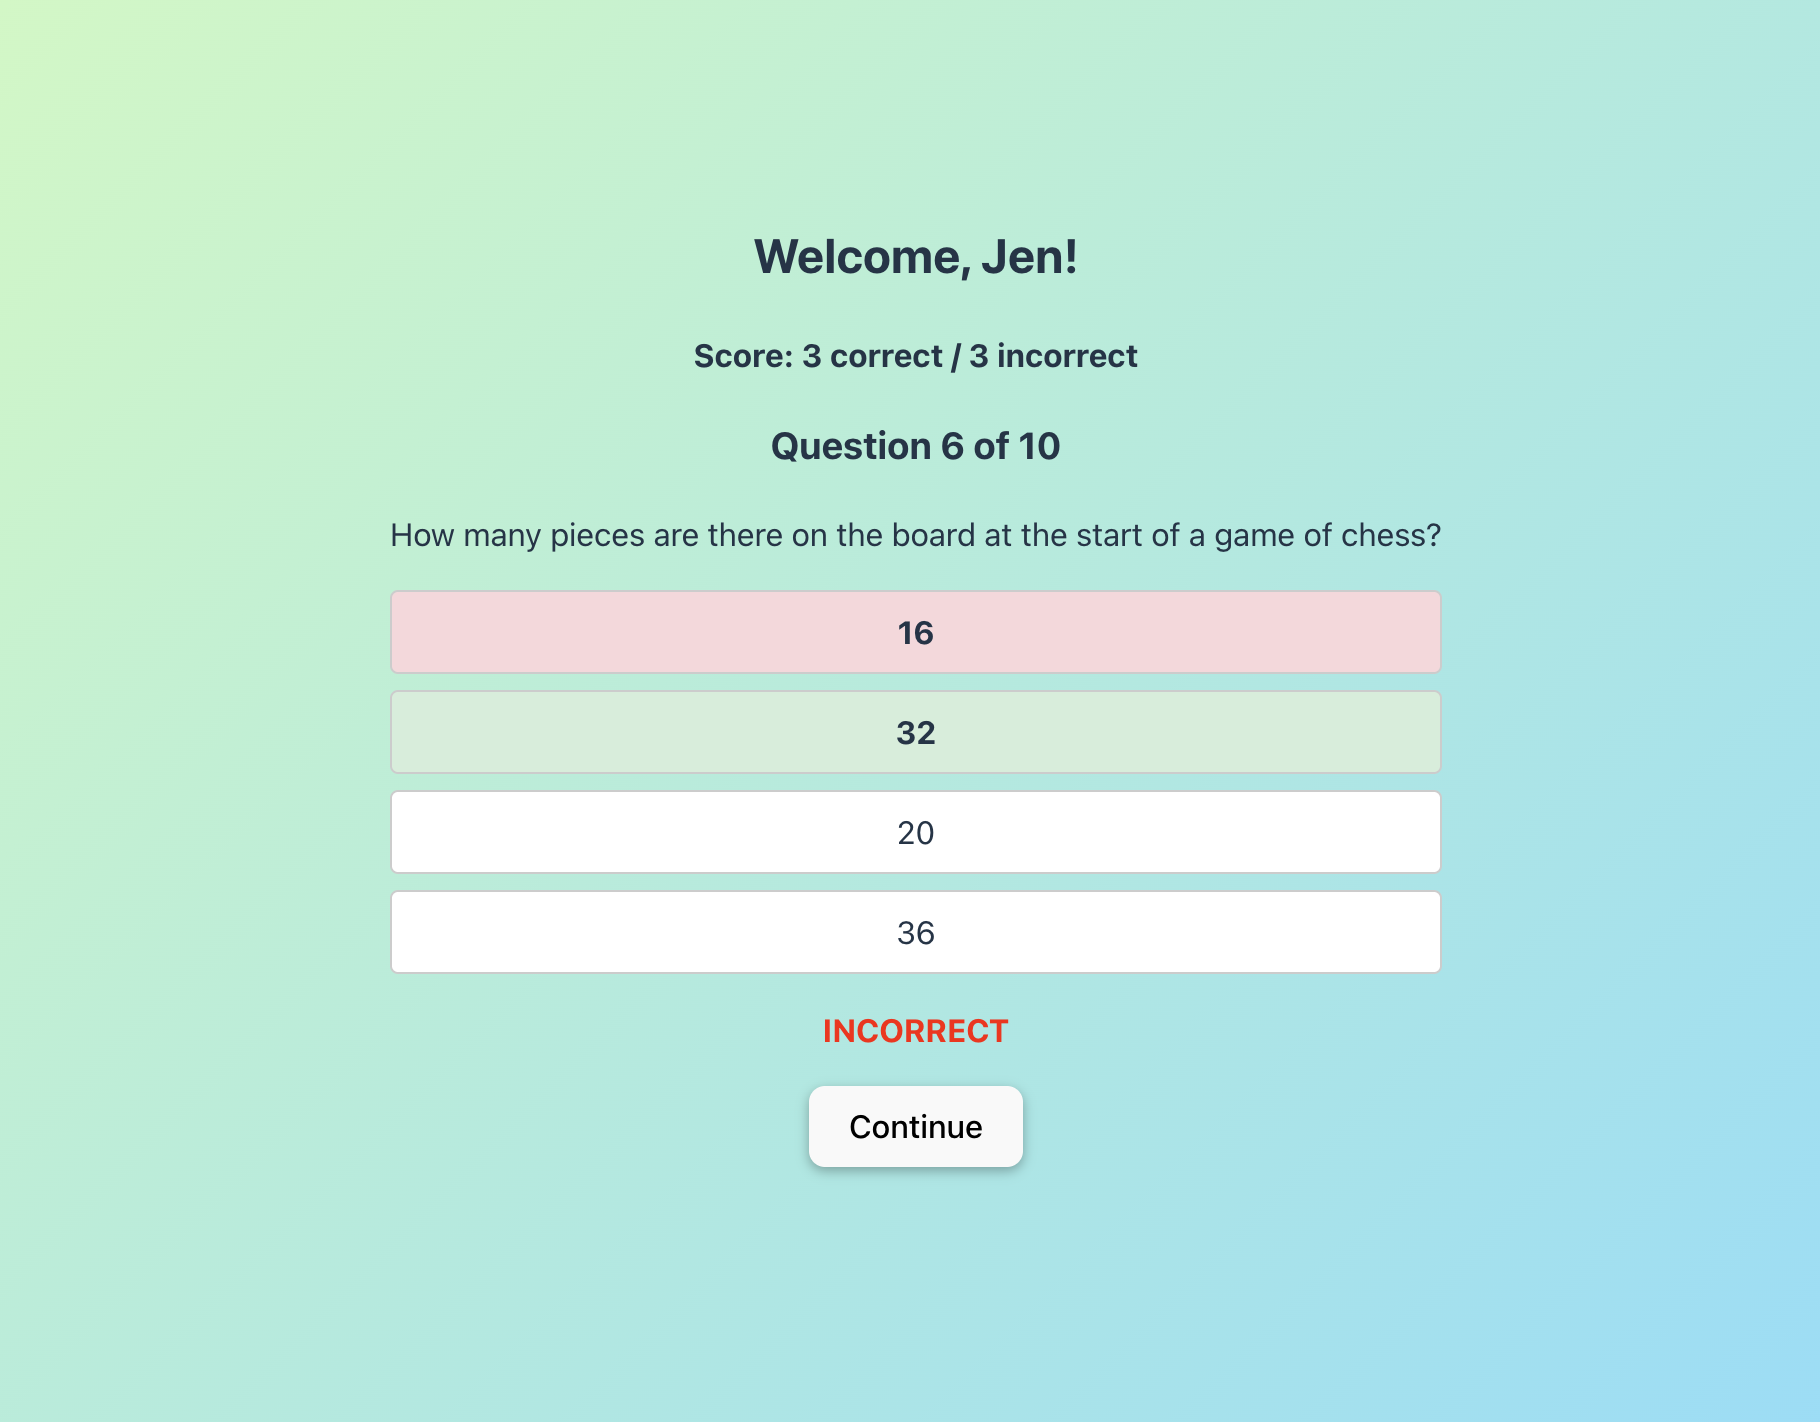 Welcome, Jen!
Score: 3 correct / 3 incorrect
Question 6 of 10
How many pieces are there on the board at the start of a game of chess?
16
32
20
36
INCORRECT
Continue